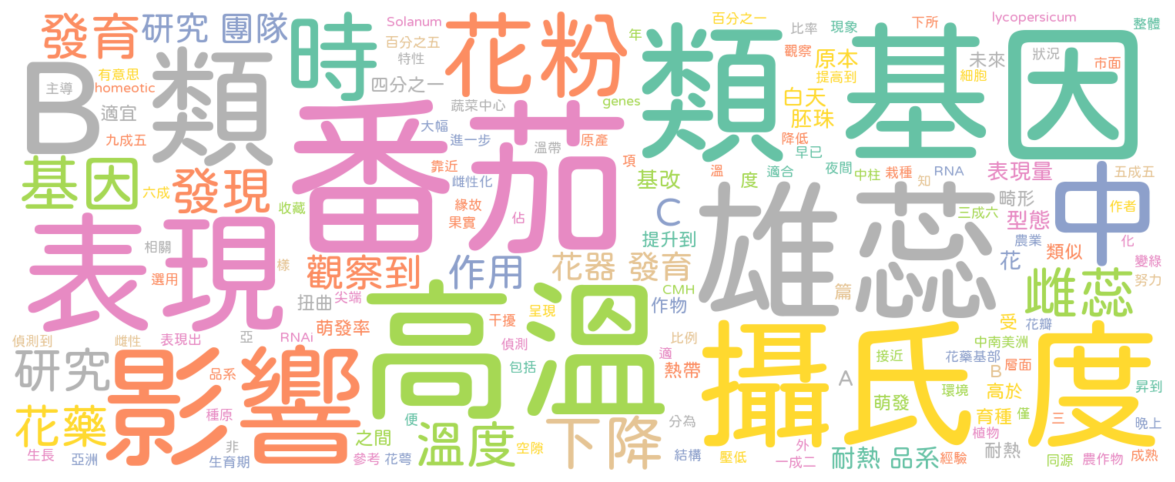 發育 研究 團隊 時 Solanum 花粉 百分之一 類 比率 現象 下所 基因 lycopersicum 整體
B 類 有意思 homeotic 主導 適宜 九成五 百分之五 特性 四分之一 年 觀察 原本 提高到 細胞 未來 狀況 市面
番茄 蔬菜中心 genes 大幅 進一步 溫帶 原產 白天 胚珠 降低 早已
基因 六成 發現 收藏 靠近 雌性化 緣故 果實 佔 項 基改 溫 度 適合 夜間 中柱 栽種 知 RNA 表現量 中 五成五 作者
表現 相關 選用 樣 觀察到 作用 花器 發育 C 提升到 雄蕊 畸形 三成六 型態 農業 花 類似 化 變綠
扭曲 尖端 高溫 CMH 作物 篇 雌蕊 努力
偵測到 雌性 表現出 亞 RNAi 萌發率 干擾 呈現 偵測 包括 比例 適 熱帶 攝氏度 接近 受 花瓣 中南美洲 花藥基部 層面
研究 影響 品系 A 環境 萌發 B 高於 昇到
花藥 種原 之間 便 溫度 下降 分為 育種 僅 三 植物 晚上
生長 亞洲 非 生育期 參考 花萼 空隙 結構 壓低 外 一成二 耐熱 品系 經驗 耐熱 同源 農作物 成熟